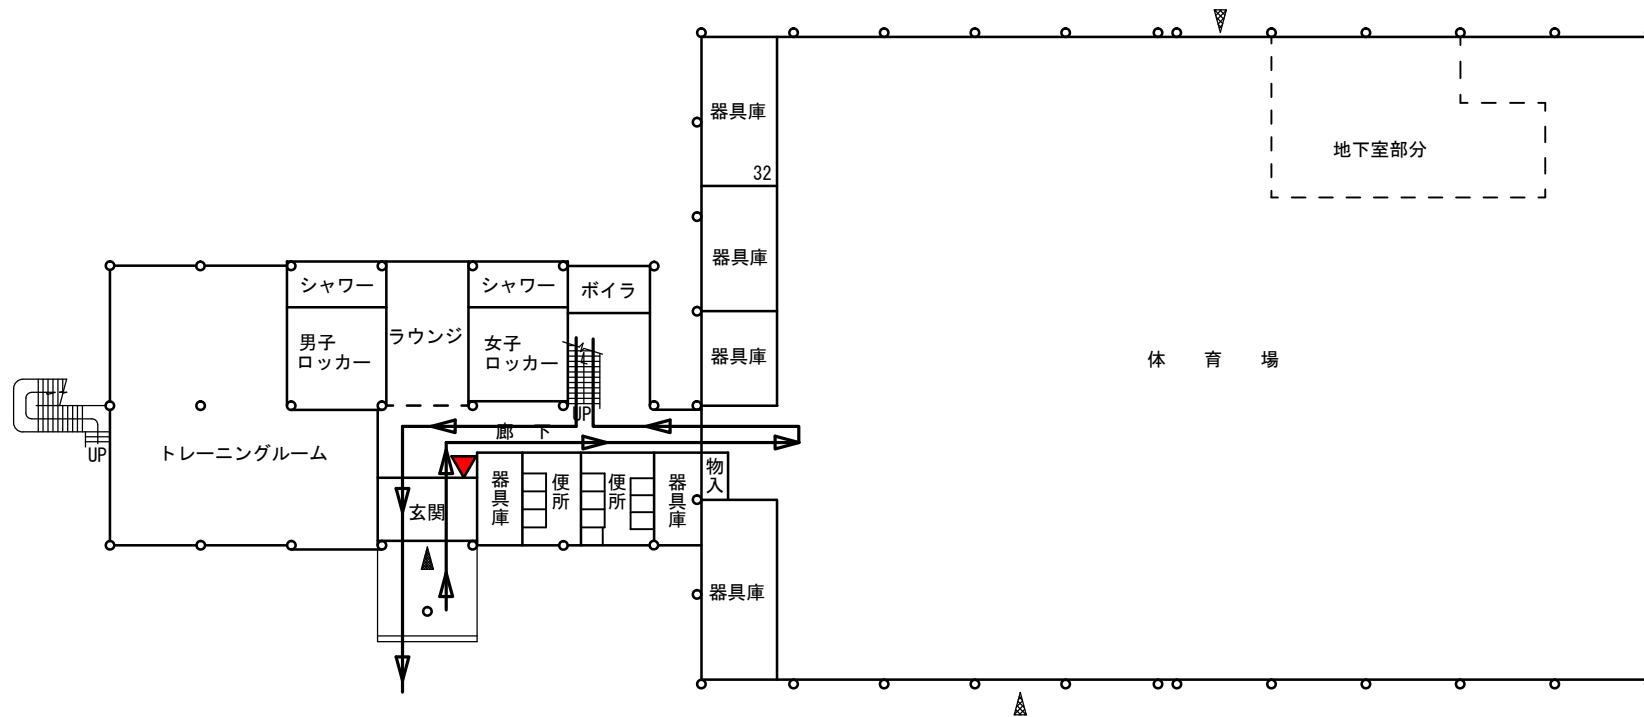 器具庫
32
地下室部分
器具庫
シャワー
シャワー
ボイラ
男子
ロッカー
ラウンジ
女子
ロッカー
器具庫
体育場
UP
廊下
UP
トレーニングルーム
玄関
器具庫
便所
便所
器具庫
物入
器具庫